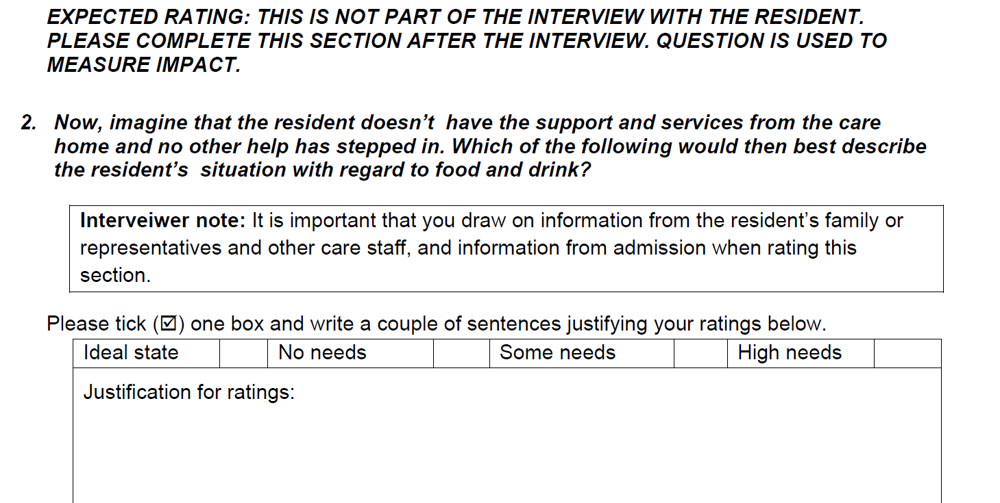 EXPECTED RATING: THIS IS NOT PART OF THE INTERVIEW WITH THE RESIDENT.
PLEASE COMPLETE THIS SECTION AFTER THE INTERVIEW. QUESTION IS USED TO
MEASURE IMPACT.
2. Now, imagine that the resident doesn’t  have the support and services from the care
home and no other help has stepped in. Which of the following would then best describe
the resident’s  situation with regard to food and drink?
Interveiwer note: It is important that you draw on information from the resident’s family or
representatives and other care staff, and information from admission when rating this
section.
Please tick (☑) one box and write a couple of sentences justifying your ratings below.
Ideal state No needs Some needs High needs
Justification for ratings: